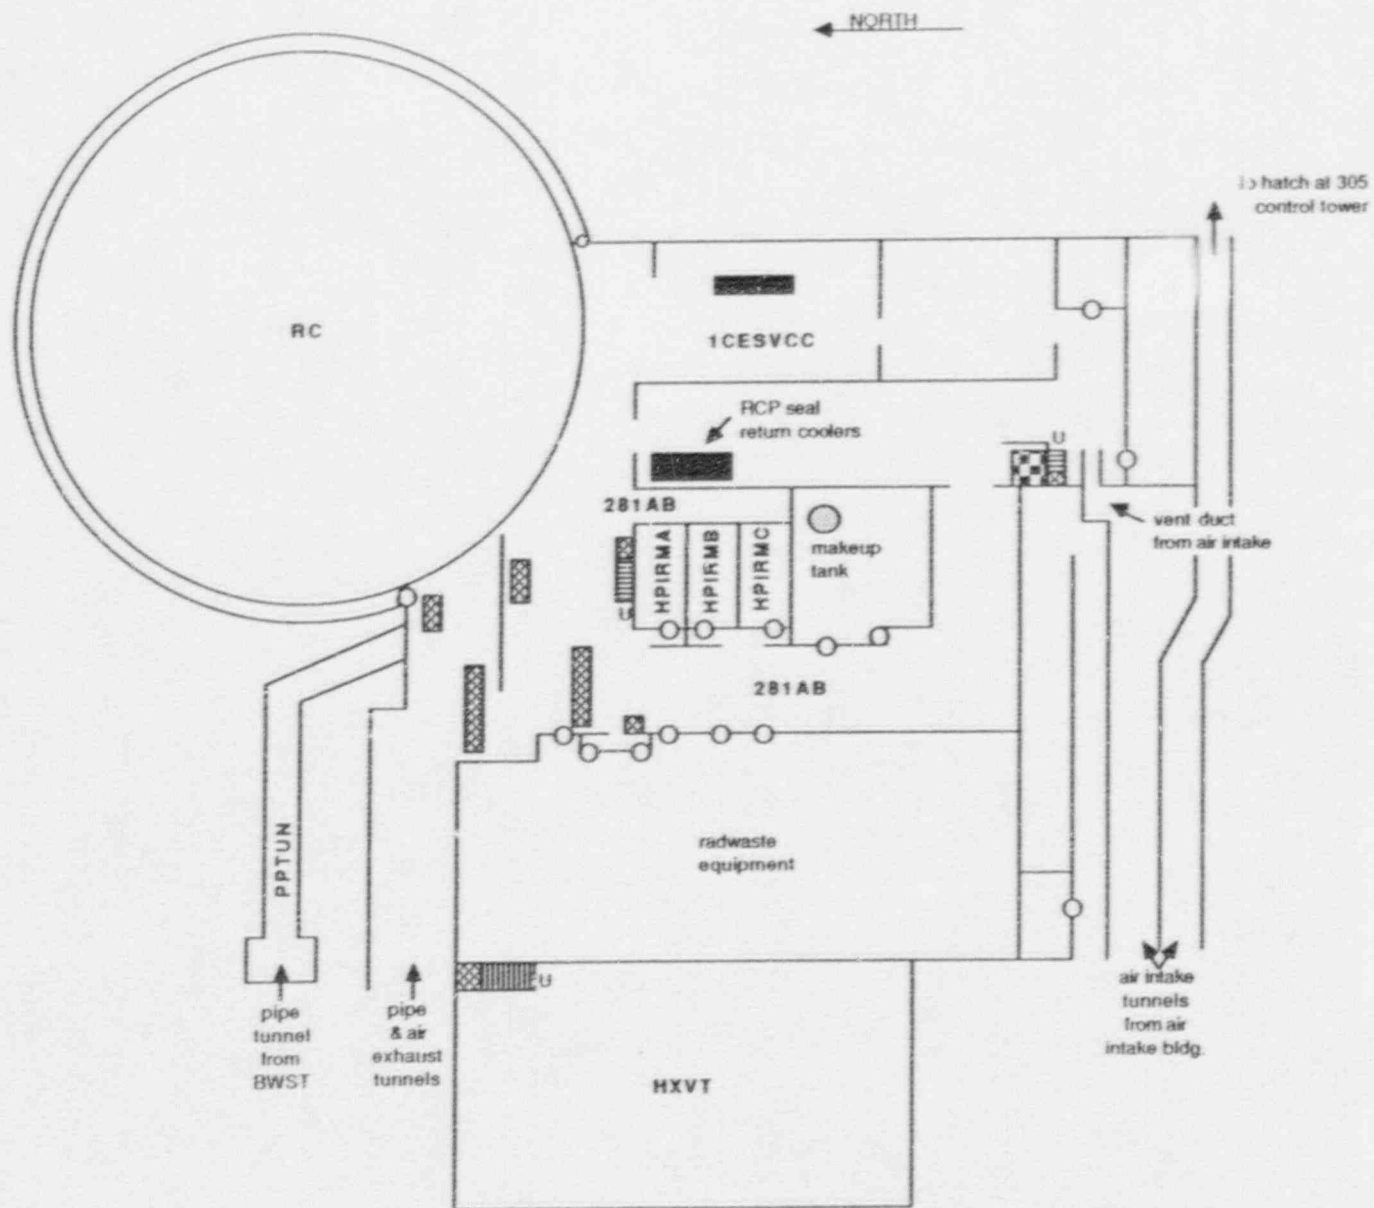 NORTH
to hatch at 305
control tower
RC
1CESVCC
RCP seal
return coolers
U
281AB
HPIRMA
HPIRMB
HPIRMC
makeup
tank
vent duct
from air intake
U
281AB
radwaste
equipment
PPTUN
U
pipe
tunnel
from
BWST
pipe
& air
exhaust
tunnels
air intake
tunnels
from air
intake bldg.
HXVT